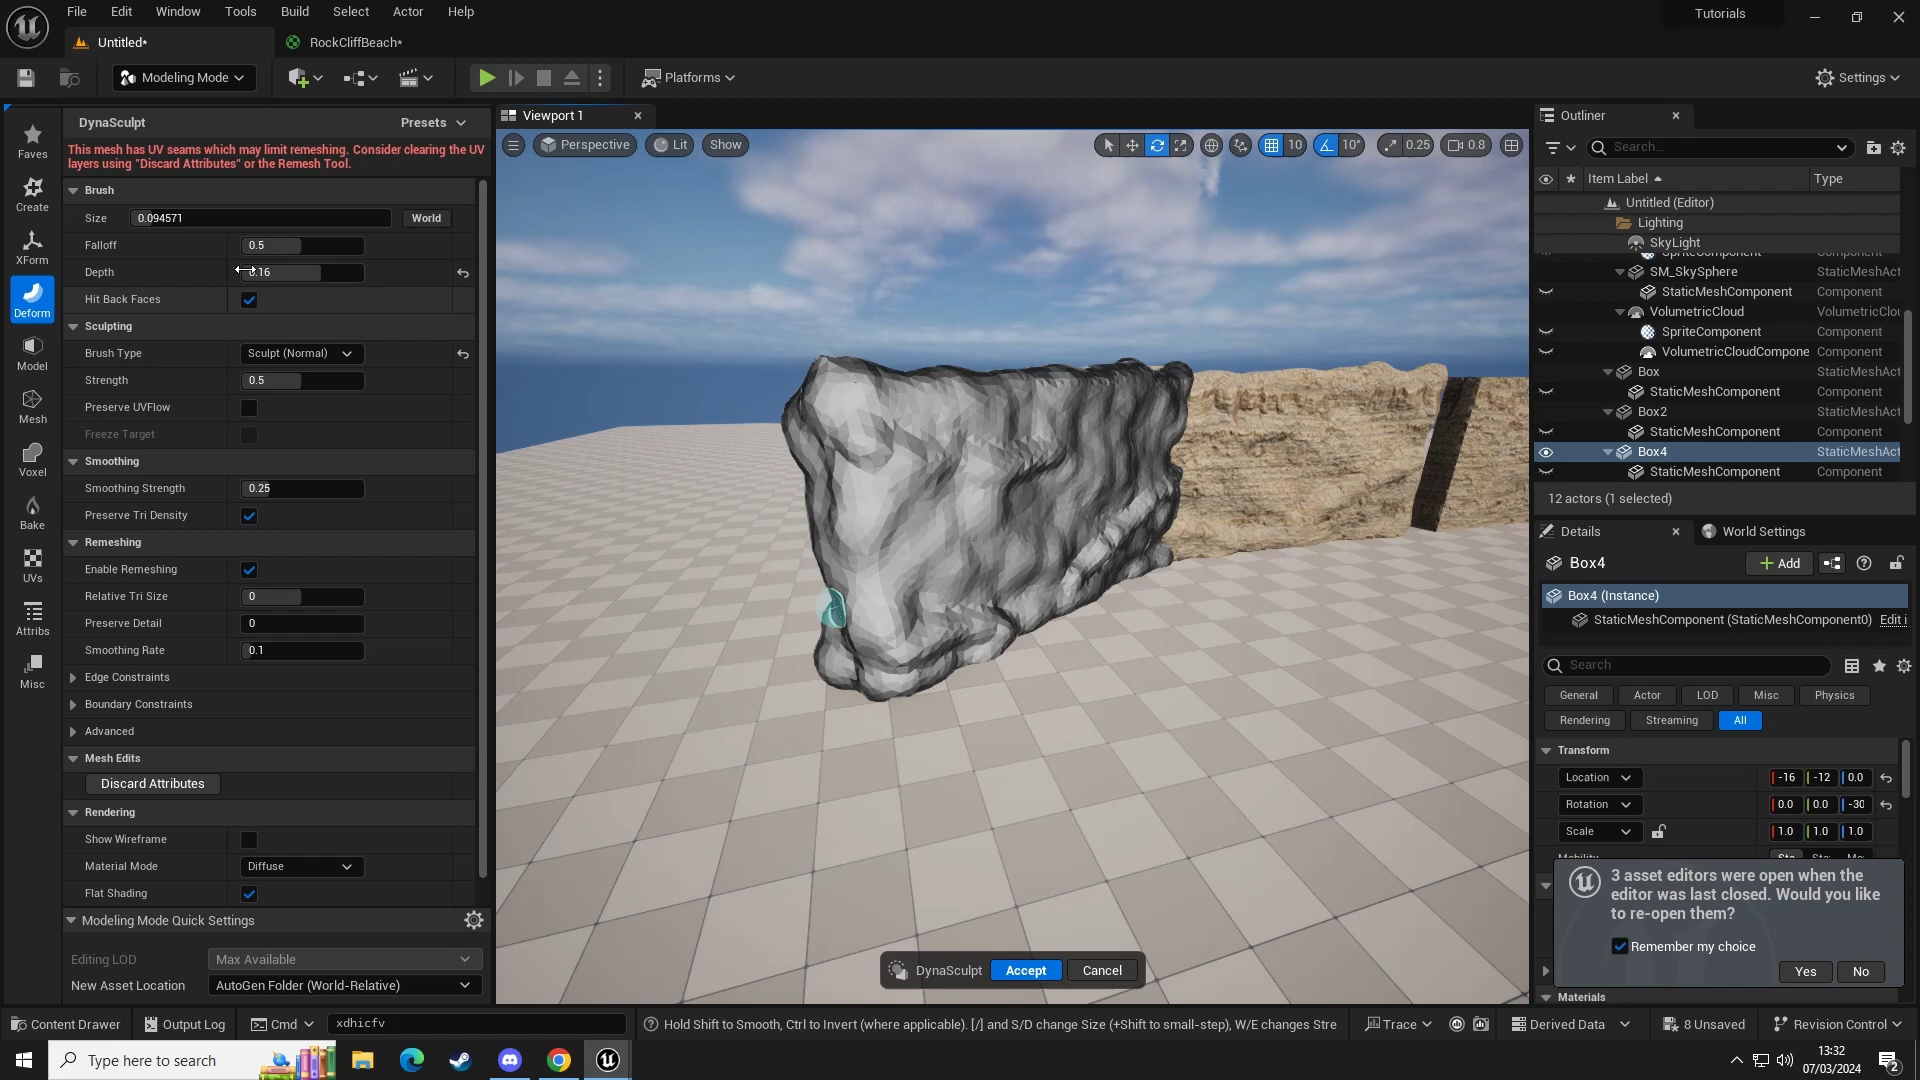 File Edit Window Tools Build Select Actor Help
Tutorials
Untitled*
RockCliffBeach*
Modeling Mode
Platforms
Settings
DynaSculpt
Presets
This mesh has UV seams which may limit remeshing. Consider clearing the UV
layers using "Discard Attributes" or the Remesh Tool.
Faves
Create
XForm
Deform
Model
Mesh
Voxel
Bake
UVs
Attribs
Misc
Brush
Size 0.094571 World
Falloff 0.5
Depth .16
Hit Back Faces
Sculpting
Brush Type Sculpt (Normal)
Strength 0.5
Preserve UVFlow
Freeze Target
Smoothing
Smoothing Strength 0.25
Preserve Tri Density
Remeshing
Enable Remeshing
Relative Tri Size 0
Preserve Detail 0
Smoothing Rate 0.1
Edge Constraints
Boundary Constraints
Advanced
Mesh Edits
Discard Attributes
Rendering
Show Wireframe
Material Mode Diffuse
Flat Shading
Modeling Mode Quick Settings
Editing LOD Max Available
New Asset Location AutoGen Folder (World-Relative)
Viewport 1
Perspective Lit Show
10 10° 0.25 0.8
DynaSculpt Accept Cancel
Outliner
Search...
Item Label Type
Untitled (Editor)
Lighting
SkyLight
SM_SkySphere StaticMeshAct
StaticMeshComponent Component
VolumetricCloud VolumetricClou
SpriteComponent Component
VolumetricCloudCompone Component
Box StaticMeshAct
StaticMeshComponent Component
Box2 StaticMeshAct
StaticMeshComponent Component
Box4 StaticMeshAct
StaticMeshComponent Component
12 actors (1 selected)
Details World Settings
Box4 Add
Box4 (Instance)
StaticMeshComponent (StaticMeshComponent0) Edit i
Search
General Actor LOD Misc Physics
Rendering Streaming All
Transform
Location -16 -12 0.0
Rotation 0.0 0.0 -30
Scale 1.0 1.0 1.0
3 asset editors were open when the
editor was last closed. Would you like
to re-open them?
Remember my choice
Yes No
Materials
Content Drawer Output Log Cmd xdhicfv
Hold Shift to Smooth, Ctrl to Invert (where applicable). [/] and S/D change Size (+Shift to small-step), W/E changes Stre
Trace Derived Data 8 Unsaved Revision Control
Type here to search
13:32
07/03/2024
2